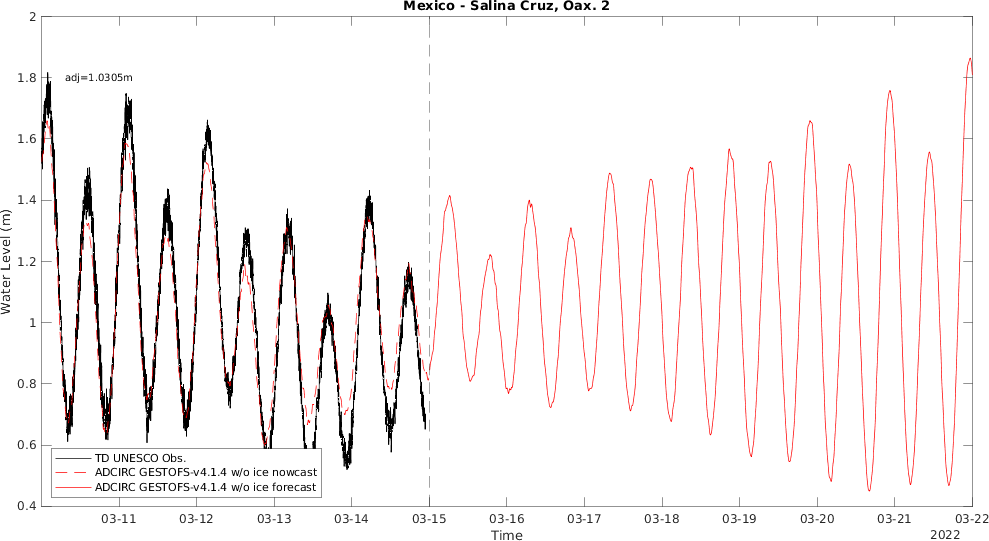 Mexico - Salina Cruz, Oax. 2
2
1.8
1.6
1.4
1.2
1
0.8
0.6
0.4
Water Level (m)
adj=1.0305m
TD UNESCO Obs.
ADCIRC GESTOFS-v4.1.4 w/o ice nowcast
ADCIRC GESTOFS-v4.1.4 w/o ice forecast
03-11 03-12 03-13 03-14 03-15 03-16 03-17 03-18 03-19 03-20 03-21 03-22
Time
2022